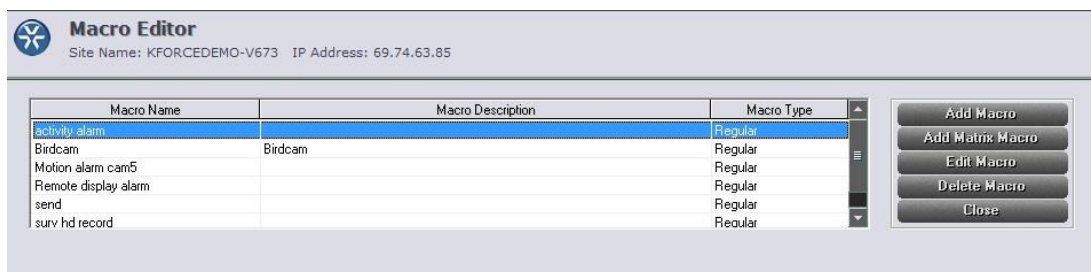 Macro Editor
Site Name: KFORCEDEMO-V673 IP Address: 69.74.63.85
Macro Name Macro Description Macro Type
activity alarm Regular
Birdcam Birdcam Regular
Motion alarm cam5 Regular
Remote display alarm Regular
send Regular
surv hd record Regular
Add Macro
Add Matrix Macro
Edit Macro
Delete Macro
Close